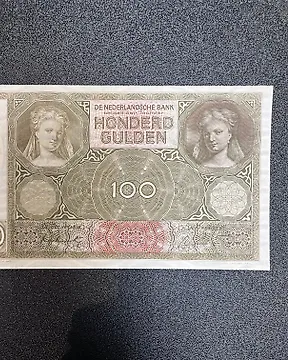 DE NEDERLANDSCHE BANK
HONDERD
GULDEN
100